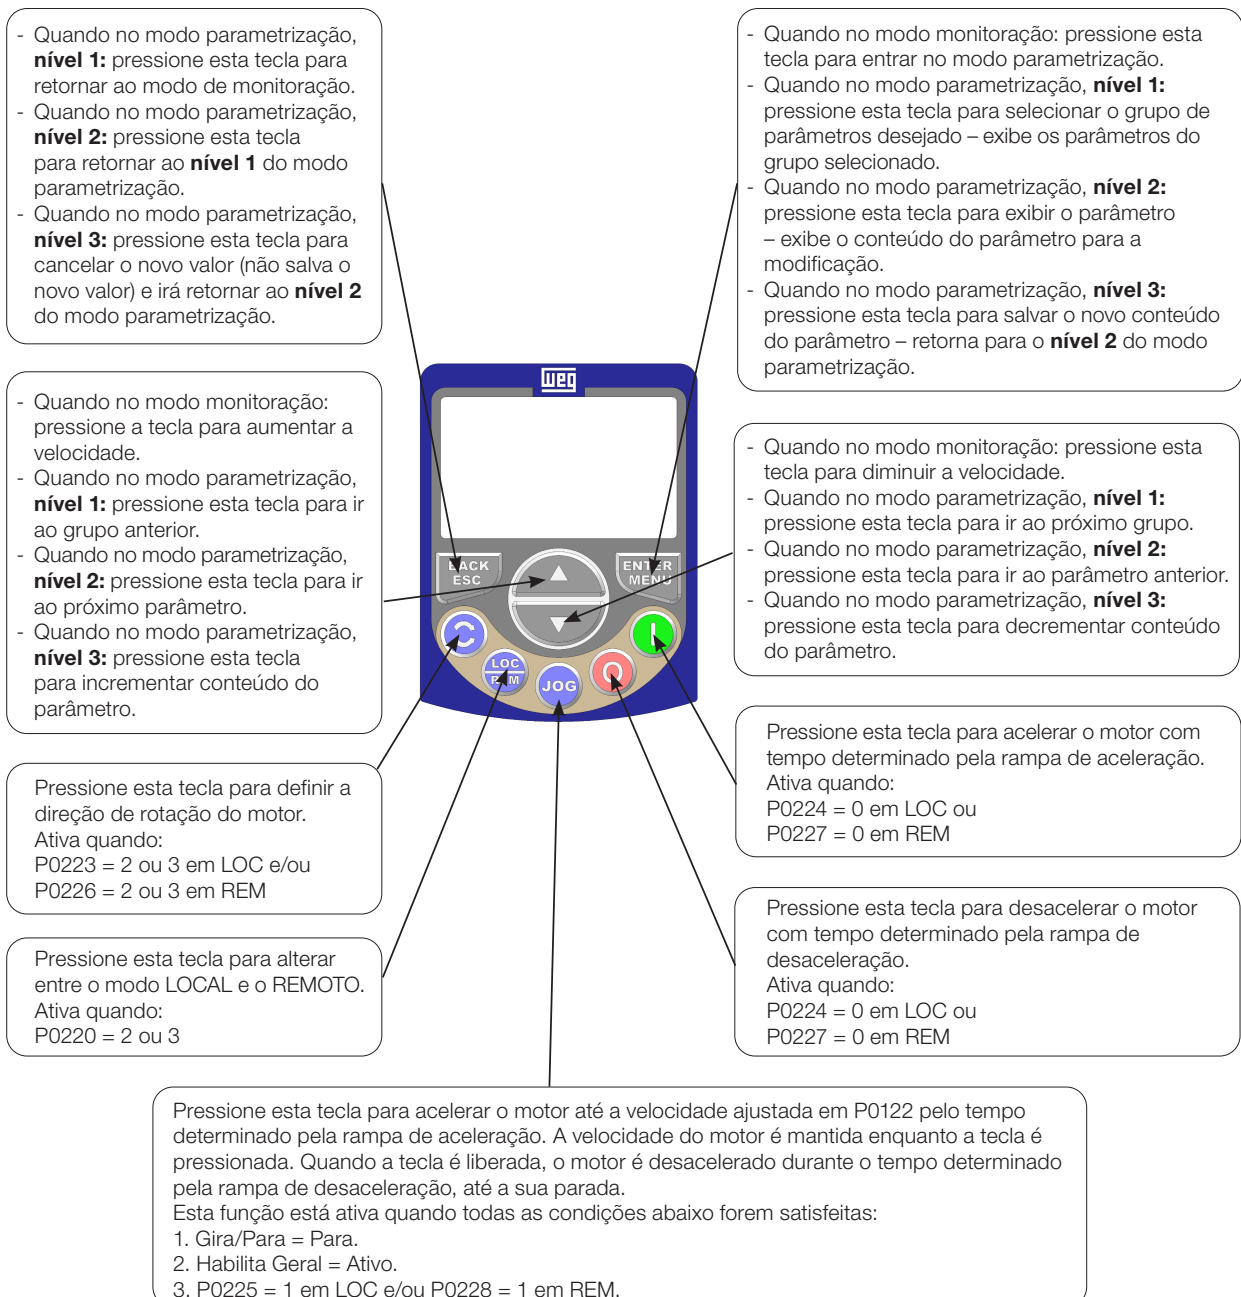 - Quando no modo parametrização,
nível 1: pressione esta tecla para
retornar ao modo de monitoração.
- Quando no modo parametrização,
nível 2: pressione esta tecla
para retornar ao nível 1 do modo
parametrização.
- Quando no modo parametrização,
nível 3: pressione esta tecla para
cancelar o novo valor (não salva o
novo valor) e irá retornar ao nível 2
do modo parametrização.
- Quando no modo monitoração: pressione esta
tecla para entrar no modo parametrização.
- Quando no modo parametrização, nível 1:
pressione esta tecla para selecionar o grupo de
parâmetros desejado – exibe os parâmetros do
grupo selecionado.
- Quando no modo parametrização, nível 2:
pressione esta tecla para exibir o parâmetro
– exibe o conteúdo do parâmetro para a
modificação.
- Quando no modo parametrização, nível 3:
pressione esta tecla para salvar o novo conteúdo
do parâmetro – retorna para o nível 2 do modo
parametrização.
- Quando no modo monitoração:
pressione a tecla para aumentar a
velocidade.
- Quando no modo parametrização,
nível 1: pressione esta tecla para ir
ao grupo anterior.
- Quando no modo parametrização,
nível 2: pressione esta tecla para ir
ao próximo parâmetro.
- Quando no modo parametrização,
nível 3: pressione esta tecla
para incrementar conteúdo do
parâmetro.
weg
BACK
ESC
ENTER
MENU
LOC
REM
JOG
- Quando no modo monitoração: pressione esta
tecla para diminuir a velocidade.
- Quando no modo parametrização, nível 1:
pressione esta tecla para ir ao próximo grupo.
- Quando no modo parametrização, nível 2:
pressione esta tecla para ir ao parâmetro anterior.
- Quando no modo parametrização, nível 3:
pressione esta tecla para decrementar conteúdo
do parâmetro.
Pressione esta tecla para definir a
direção de rotação do motor.
Ativa quando:
P0223 = 2 ou 3 em LOC e/ou
P0226 = 2 ou 3 em REM
Pressione esta tecla para acelerar o motor com
tempo determinado pela rampa de aceleração.
Ativa quando:
P0224 = 0 em LOC ou
P0227 = 0 em REM
Pressione esta tecla para alterar
entre o modo LOCAL e o REMOTO.
Ativa quando:
P0220 = 2 ou 3
Pressione esta tecla para desacelerar o motor
com tempo determinado pela rampa de
desaceleração.
Ativa quando:
P0224 = 0 em LOC ou
P0227 = 0 em REM
Pressione esta tecla para acelerar o motor até a velocidade ajustada em P0122 pelo tempo
determinado pela rampa de aceleração. A velocidade do motor é mantida enquanto a tecla é
pressionada. Quando a tecla é liberada, o motor é desacelerado durante o tempo determinado
pela rampa de desaceleração, até a sua parada.
Esta função está ativa quando todas as condições abaixo forem satisfeitas:
1. Gira/Para = Para.
2. Habilita Geral = Ativo.
3. P0225 = 1 em LOC e/ou P0228 = 1 em REM.